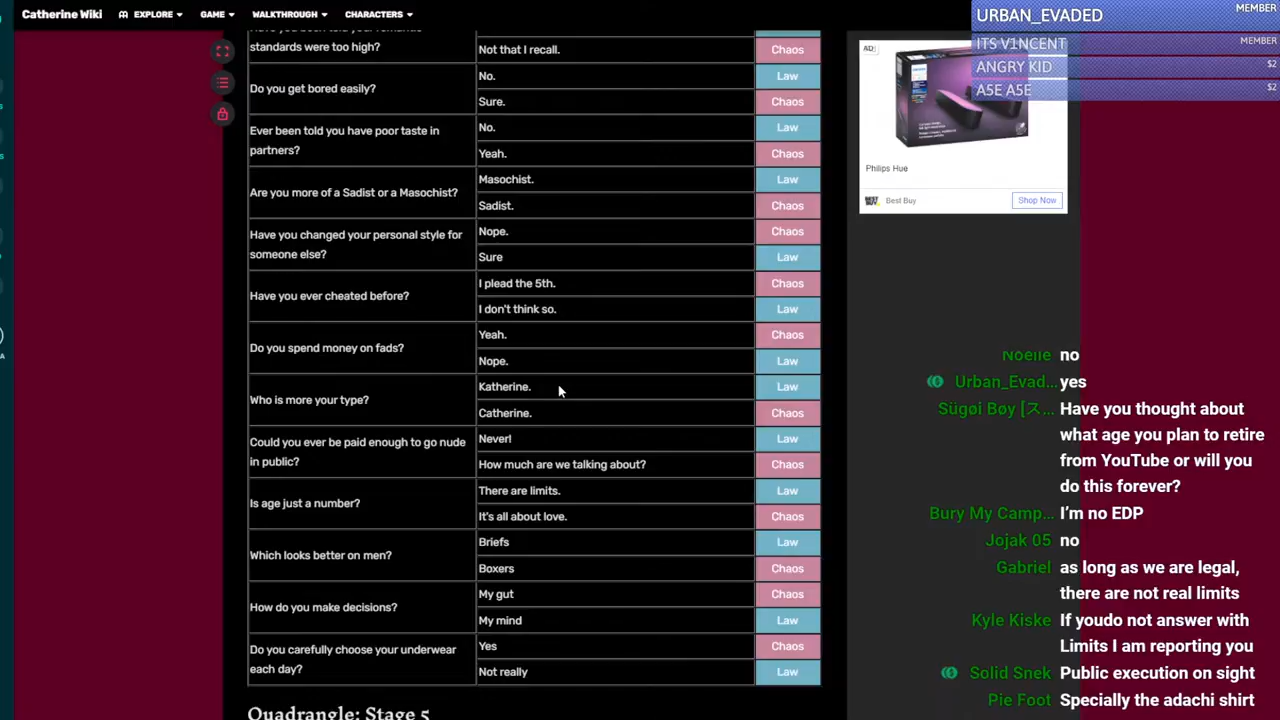 Catherine Wiki
EXPLORE
GAME
WALKTHROUGH
CHARACTERS
standards were too high?
Not that I recall.
Chaos
Do you get bored easily?
No.
Law
Sure.
Chaos
Ever been told you have poor taste in
partners?
No.
Law
Yeah.
Chaos
Are you more of a Sadist or a Masochist?
Masochist.
Law
Sadist.
Chaos
Have you changed your personal style for
someone else?
Nope.
Chaos
Sure
Law
Have you ever cheated before?
I plead the 5th.
Chaos
I don't think so.
Law
Do you spend money on fads?
Yeah.
Chaos
Nope.
Law
Who is more your type?
Katherine.
Law
Catherine.
Chaos
Could you ever be paid enough to go nude
in public?
Never!
Law
How much are we talking about?
Chaos
Is age just a number?
There are limits.
Law
It's all about love.
Chaos
Which looks better on men?
Briefs
Law
Boxers
Chaos
How do you make decisions?
My gut
Chaos
My mind
Law
Do you carefully choose your underwear
each day?
Yes
Chaos
Not really
Law
Quadrangle: Stage 5
URBAN_EVADED
MEMBER
ITS V1NCENT
MEMBER
ANGRY KID
$2
A5E A5E
$2
AD
Philips Hue
BEST BUY
Best Buy
Shop Now
Noelle no
Urban_Evad... yes
Sügøi Bøy [ス... Have you thought about
what age you plan to retire
from YouTube or will you
do this forever?
Bury My Camp... I'm no EDP
Jojak 05 no
Gabriel as long as we are legal,
there are not real limits
Kyle Kiske If youdo not answer with
Limits I am reporting you
Solid Snek Public execution on sight
Pie Foot Specially the adachi shirt